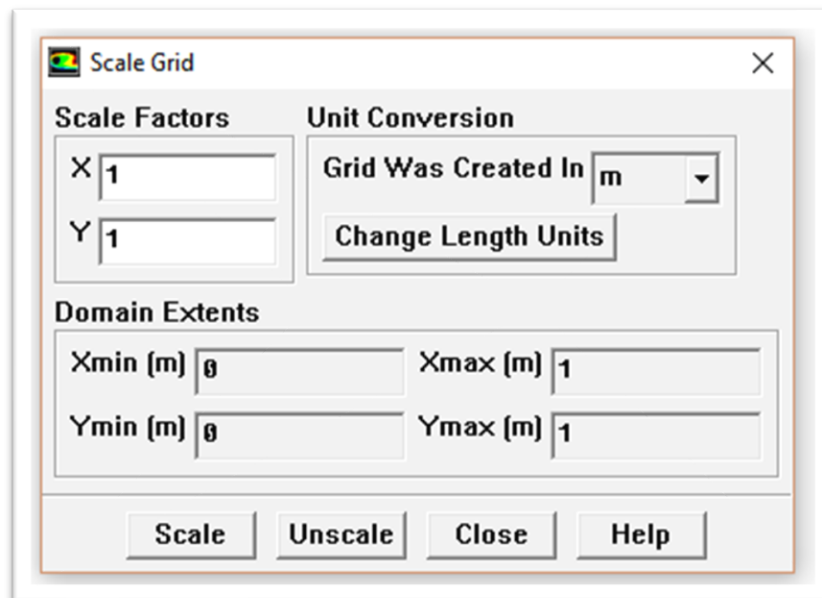 Scale Grid
Scale Factors
X 1
Y 1
Unit Conversion
Grid Was Created In m
Change Length Units
Domain Extents
Xmin (m) 0 Xmax (m) 1
Ymin (m) 0 Ymax (m) 1
Scale Unscale Close Help